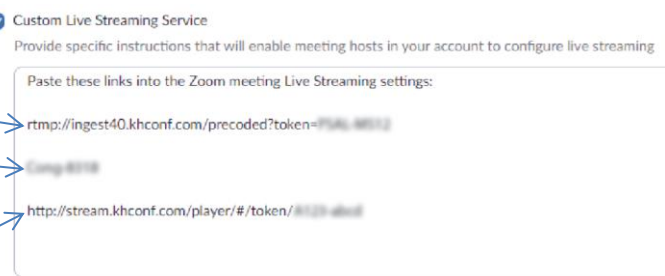 Custom Live Streaming Service
Provide specific instructions that will enable meeting hosts in your account to configure live streaming
Paste these links into the Zoom meeting Live Streaming settings:
rtmp://ingest40.khconf.com/precoded?token=
http://stream.khconf.com/player/#/token/